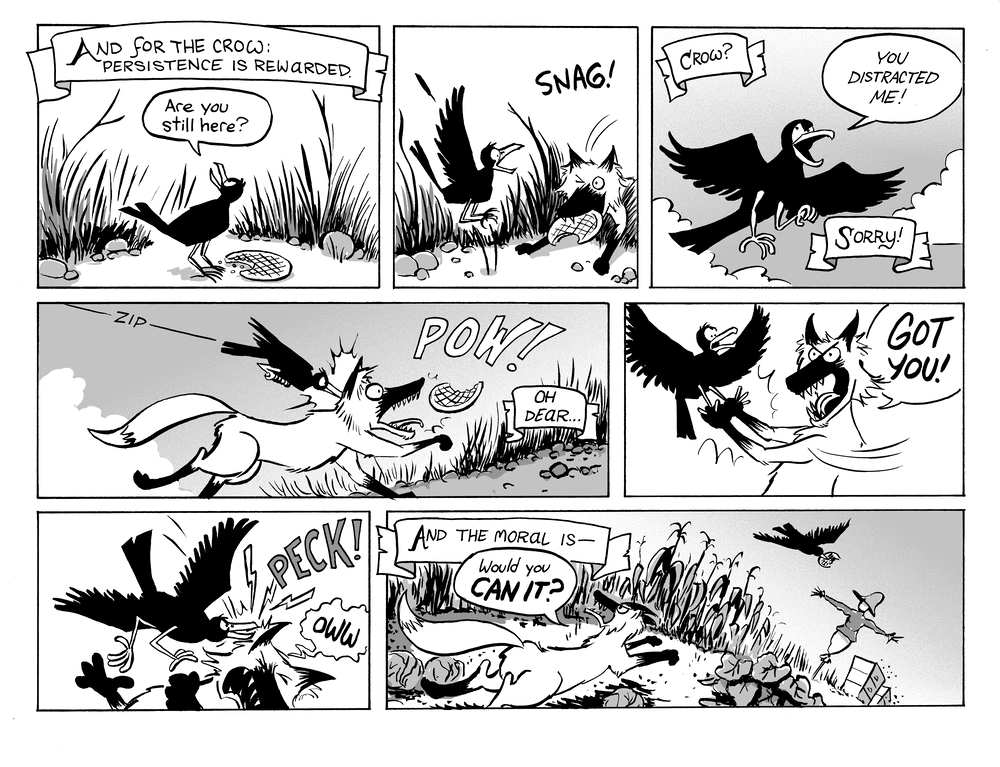 AND FOR THE CROW:
PERSISTENCE IS REWARDED.
Are you
still here?
SNAG!
CROW?
YOU
DISTRACTED
ME!
SORRY!
ZIP
POW!
OH
DEAR...
GOT
YOU!
PECK!
OWW
AND THE MORAL IS—
Would you
CAN IT?